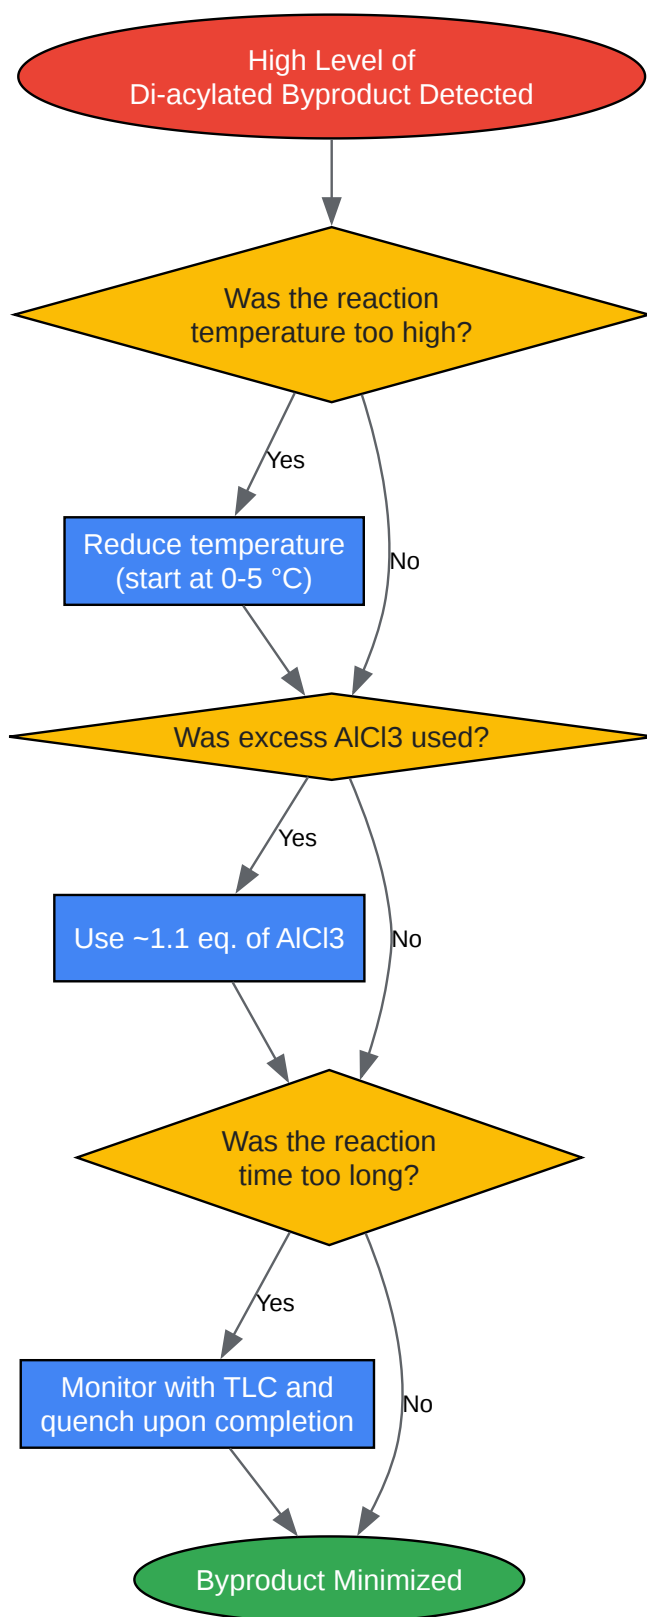 High Level of
Di-acylated Byproduct Detected
Was the reaction
temperature too high?
Yes
Reduce temperature
(start at 0-5 °C)
No
Was excess AlCl3 used?
Yes
Use ~1.1 eq. of AlCl3
No
Was the reaction
time too long?
Yes
Monitor with TLC and
quench upon completion
No
Byproduct Minimized